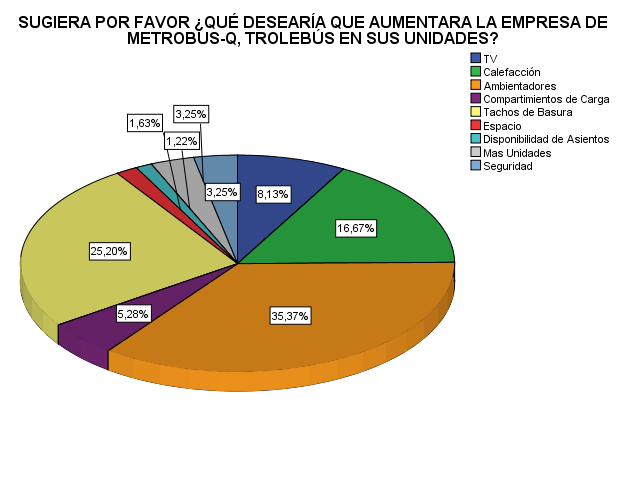 SUGIERA POR FAVOR ¿QUÉ DESEARÍA QUE AUMENTARA LA EMPRESA DE
METROBUS-Q, TROLEBÚS EN SUS UNIDADES?
TV
Calefacción
Ambientadores
Compartimientos de Carga
Tachos de Basura
Espacio
Disponibilidad de Asientos
Mas Unidades
Seguridad
3,25%
1,63%
1,22%
3,25%
8,13%
16,67%
25,20%
5,28%
35,37%